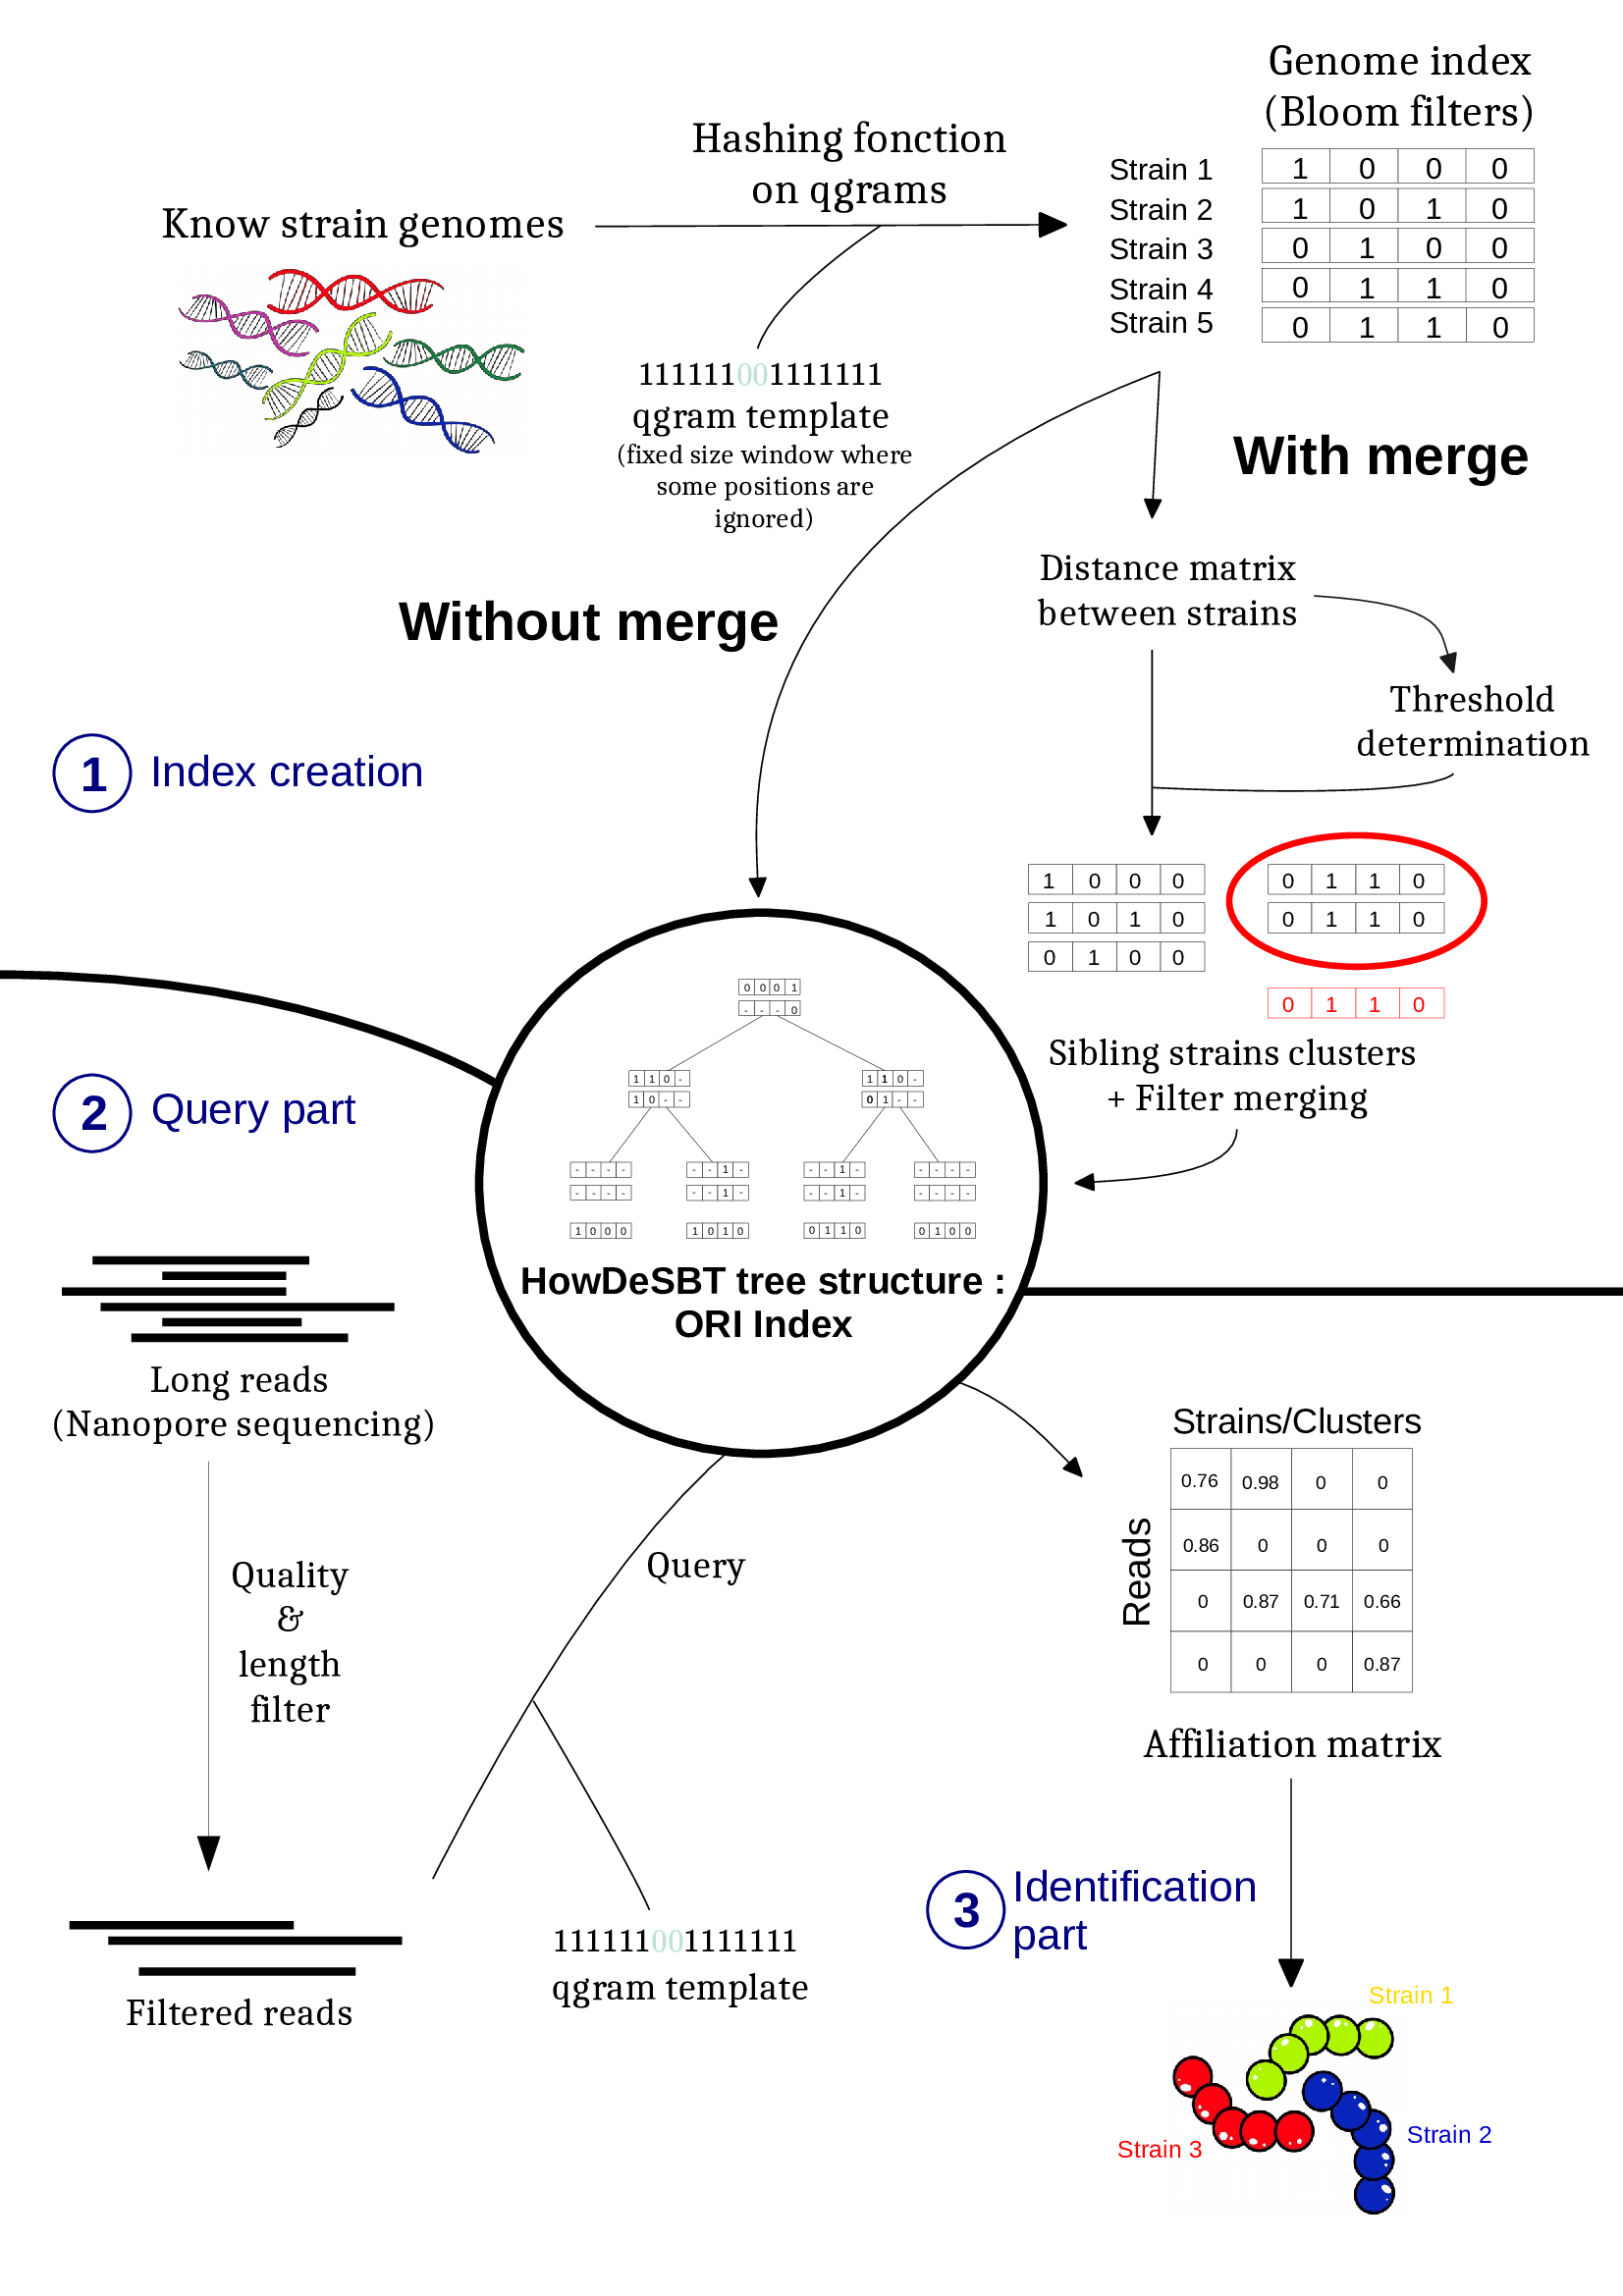 Genome index
(Bloom filters)
Hashing fonction
on qgrams
Know strain genomes
Strain 1 1 0 0 0
Strain 2 1 0 1 0
Strain 3 0 1 0 0
Strain 4 0 1 1 0
Strain 5 0 1 1 0
111111001111111
qgram template
(fixed size window where
some positions are
ignored)
With merge
Without merge
Distance matrix
between strains
Threshold
determination
1 Index creation
1 0 0 0
1 0 1 0
0 1 0 0
0 1 1 0
0 1 1 0
0 1 1 0
Sibling strains clusters
+ Filter merging
0 0 0 1
- - - 0
1 1 0 -
1 0 - -
1 1 0 -
0 1 - -
- - - -
- - - -
- - 1 -
- - 1 -
- - 1 -
- - 1 -
- - - -
- - - -
1 0 0 0
1 0 1 0
0 1 1 0
0 1 0 0
HowDeSBT tree structure :
ORI Index
2 Query part
Long reads
(Nanopore sequencing)
Quality
&
length
filter
Filtered reads
Query
111111001111111
qgram template
Strains/Clusters
Reads
0.76 0.98 0 0
0.86 0 0 0
0 0.87 0.71 0.66
0 0 0 0.87
Affiliation matrix
3 Identification
part
Strain 1
Strain 2
Strain 3